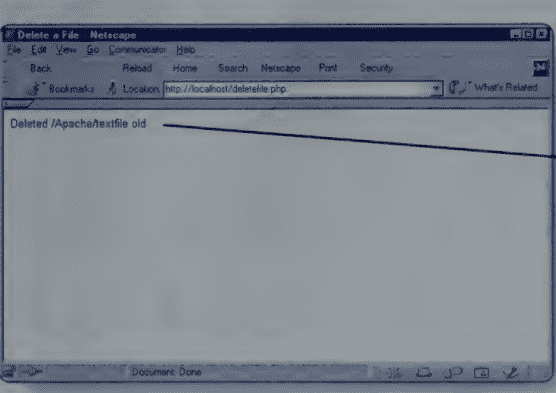 Delete a File - Netscape
File Edit View Go Communicator Help
Back Reload Home Search Netscape Print Security
Bookmarks Location http://localhost/deletefile.php What's Related
Deleted /Apache/textfile old
Document: Done